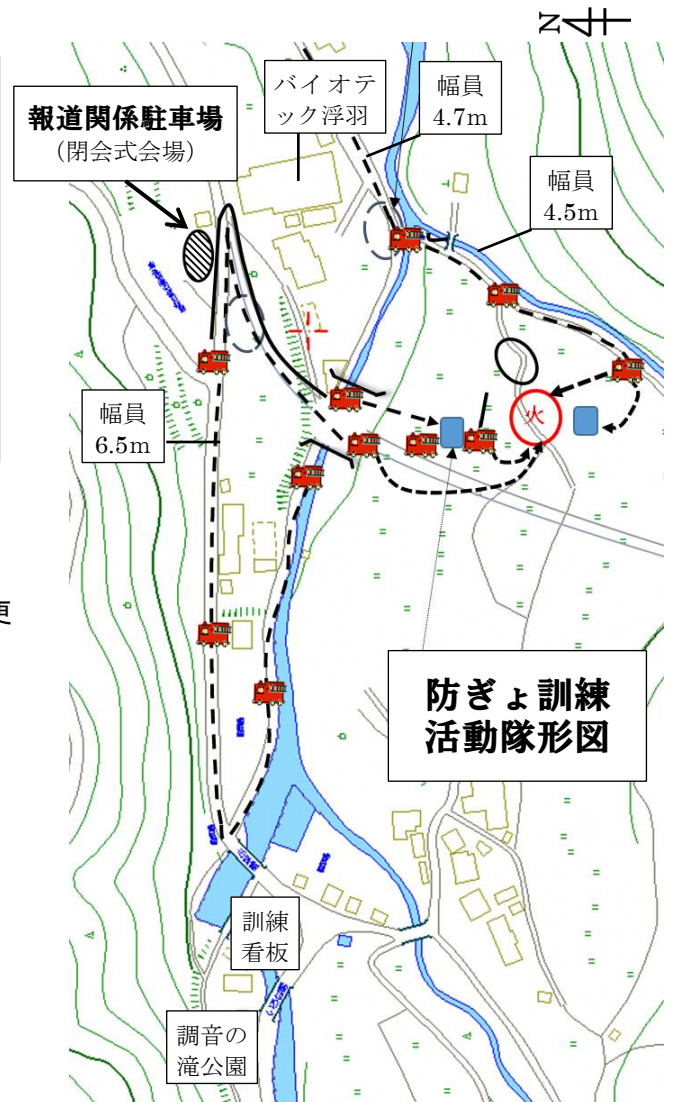 N
報道関係駐車場
（閉会式会場）
バイオテ
ック浮羽
幅員
4.7m
幅員
4.5m
幅員
6.5m
火
更
防ぎょ訓練
活動隊形図
訓練
看板
調音の
滝公園